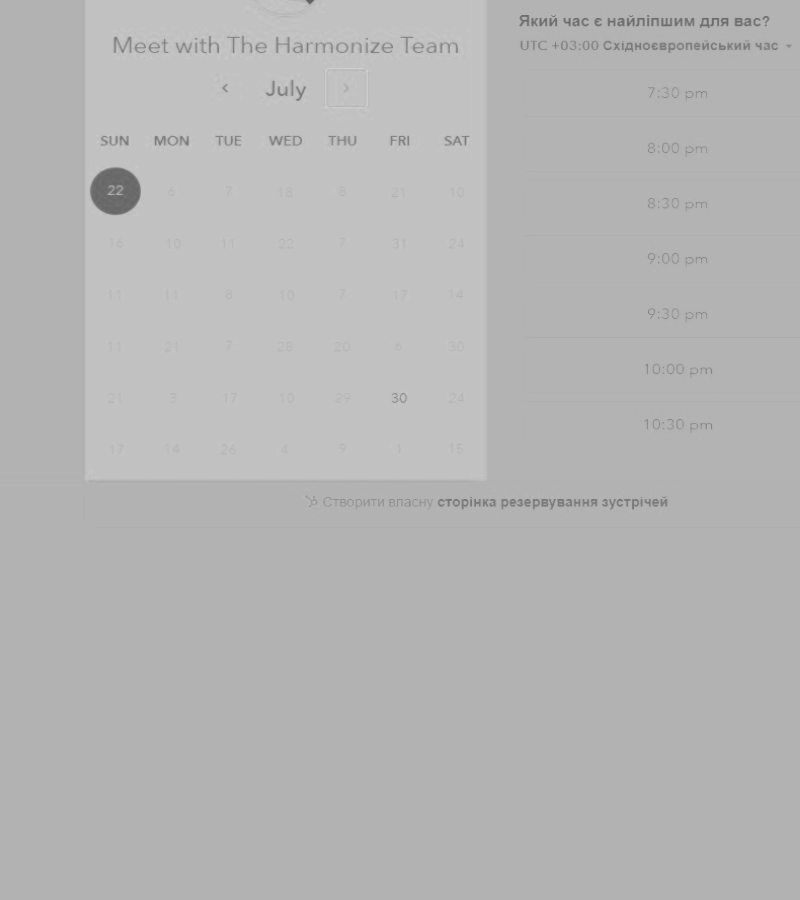 Meet with The Harmonize Team
July
SUN MON TUE WED THU FRI SAT
22 6 7 18 8 21 10
16 10 11 22 7 31 24
11 11 8 10 7 17 14
11 21 7 28 20 6 30
21 3 17 10 29 30 24
17 14 26 4 9 1 15
Який час є найліпшим для вас?
UTC +03:00 Східноєвропейський час
7:30 pm
8:00 pm
8:30 pm
9:00 pm
9:30 pm
10:00 pm
10:30 pm
Створити власну сторінка резервування зустрічей